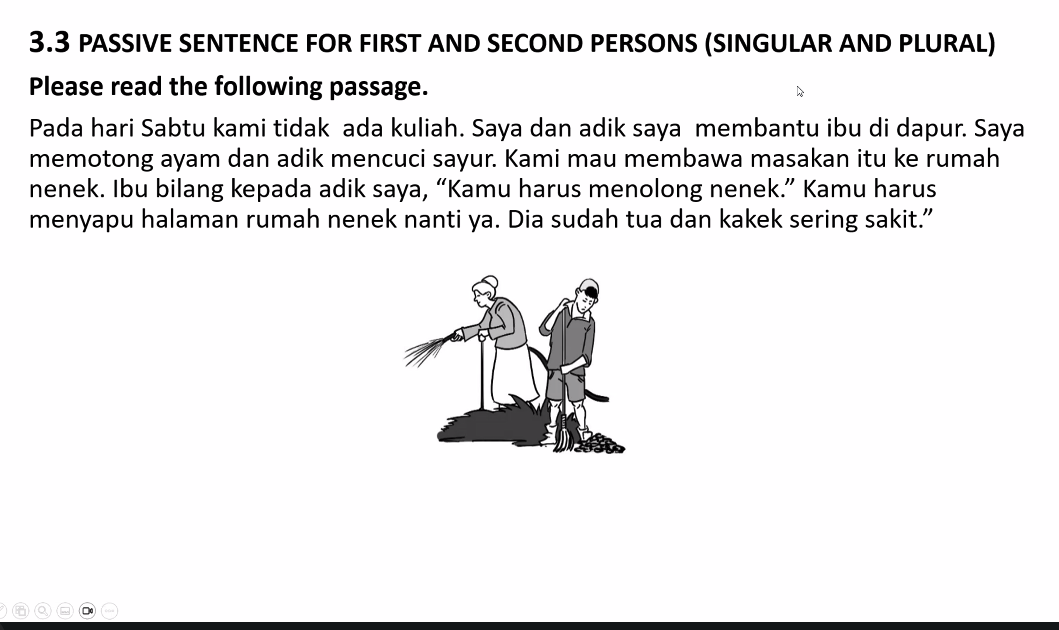 3.3 PASSIVE SENTENCE FOR FIRST AND SECOND PERSONS (SINGULAR AND PLURAL)
Please read the following passage.
Pada hari Sabtu kami tidak  ada kuliah. Saya dan adik saya  membantu ibu di dapur. Saya
memotong ayam dan adik mencuci sayur. Kami mau membawa masakan itu ke rumah
nenek. Ibu bilang kepada adik saya, “Kamu harus menolong nenek.” Kamu harus
menyapu halaman rumah nenek nanti ya. Dia sudah tua dan kakek sering sakit.”